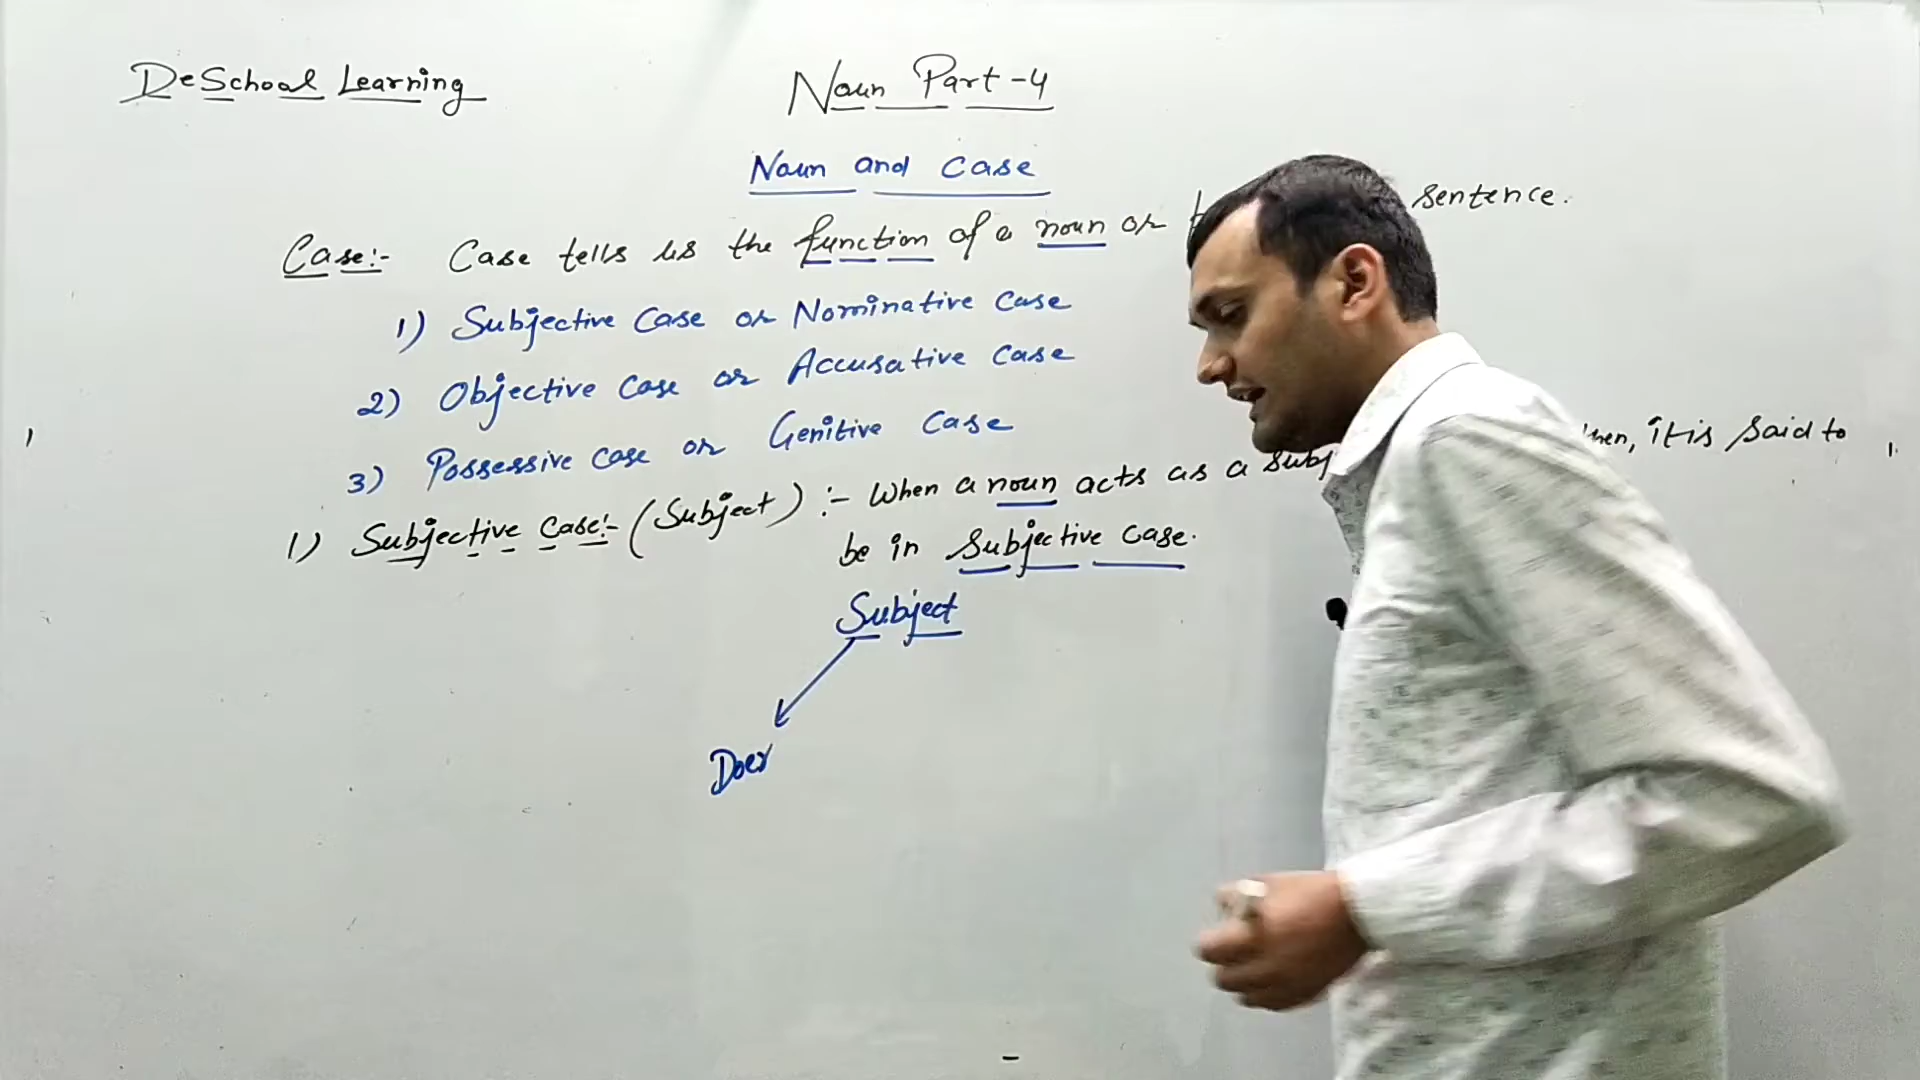 DeSchool Learning
Noun Part-4
Noun and Case
Case:- Case tells us the function of a noun or sentence.
1) Subjective Case or Nominative Case
2) Objective Case or Accusative Case
3) Possessive Case or Genitive Case
1) Subjective Case:- (Subject) :- When a noun acts as a it is said to
be in Subjective Case.
Subject
Doer